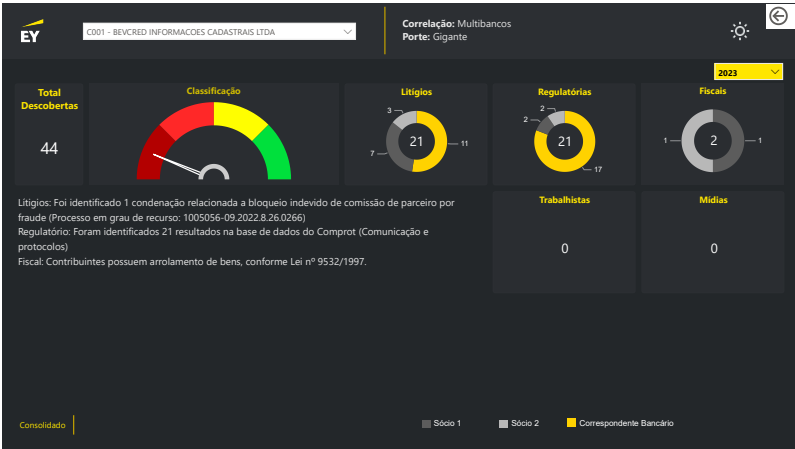 EY
C001 - BEVCRED INFORMACOES CADASTRAIS LTDA
Correlação: Multibancos
Porte: Gigante
2023
Total
Descobertas
44
Classificação
Litígios
3
21
11
7
Regulatórias
2
2
21
17
Fiscais
1
2
1
Lítigios: Foi identificado 1 condenação relacionada a bloqueio indevido de comissão de parceiro por
fraude (Processo em grau de recurso: 1005056-09.2022.8.26.0266)
Regulatório: Foram identificados 21 resultados na base de dados do Comprot (Comunicação e
protocolos)
Fiscal: Contribuintes possuem arrolamento de bens, conforme Lei nº 9532/1997.
Trabalhistas
0
Mídias
0
Consolidado
Sócio 1
Sócio 2
Correspondente Bancário